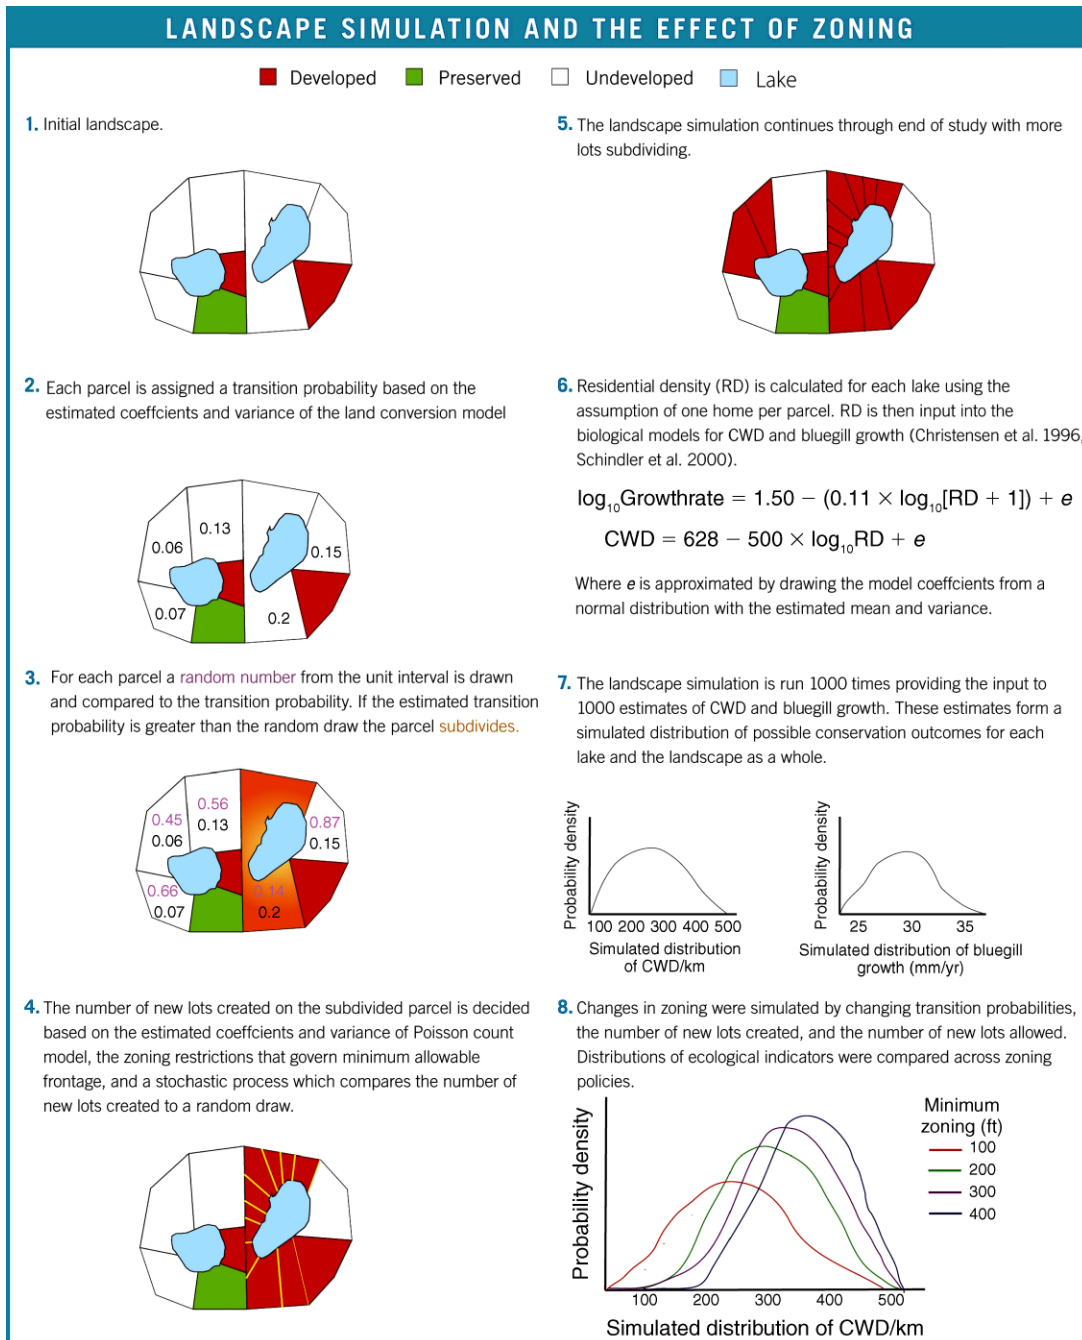 LANDSCAPE SIMULATION AND THE EFFECT OF ZONING
Developed Preserved Undeveloped Lake
1. Initial landscape.
2. Each parcel is assigned a transition probability based on the
estimated coeffcients and variance of the land conversion model
0.13
0.06
0.15
0.07
0.2
3. For each parcel a random number from the unit interval is drawn
and compared to the transition probability. If the estimated transition
probability is greater than the random draw the parcel subdivides.
0.56
0.45
0.13
0.87
0.06
0.15
0.66
0.14
0.07
0.2
4. The number of new lots created on the subdivided parcel is decided
based on the estimated coeffcients and variance of Poisson count
model, the zoning restrictions that govern minimum allowable
frontage, and a stochastic process which compares the number of
new lots created to a random draw.
5. The landscape simulation continues through end of study with more
lots subdividing.
6. Residential density (RD) is calculated for each lake using the
assumption of one home per parcel. RD is then input into the
biological models for CWD and bluegill growth (Christensen et al. 1996,
Schindler et al. 2000).
log₁₀Growthrate = 1.50 − (0.11 × log₁₀[RD + 1]) + e
CWD = 628 − 500 × log₁₀RD + e
Where e is approximated by drawing the model coeffcients from a
normal distribution with the estimated mean and variance.
7. The landscape simulation is run 1000 times providing the input to
1000 estimates of CWD and bluegill growth. These estimates form a
simulated distribution of possible conservation outcomes for each
lake and the landscape as a whole.
Probability density
100 200 300 400 500
Simulated distribution
of CWD/km
Probability density
25 30 35
Simulated distribution of bluegill
growth (mm/yr)
8. Changes in zoning were simulated by changing transition probabilities,
the number of new lots created, and the number of new lots allowed.
Distributions of ecological indicators were compared across zoning
policies.
Probability density
Minimum
zoning (ft)
100
200
300
400
100 200 300 400 500
Simulated distribution of CWD/km